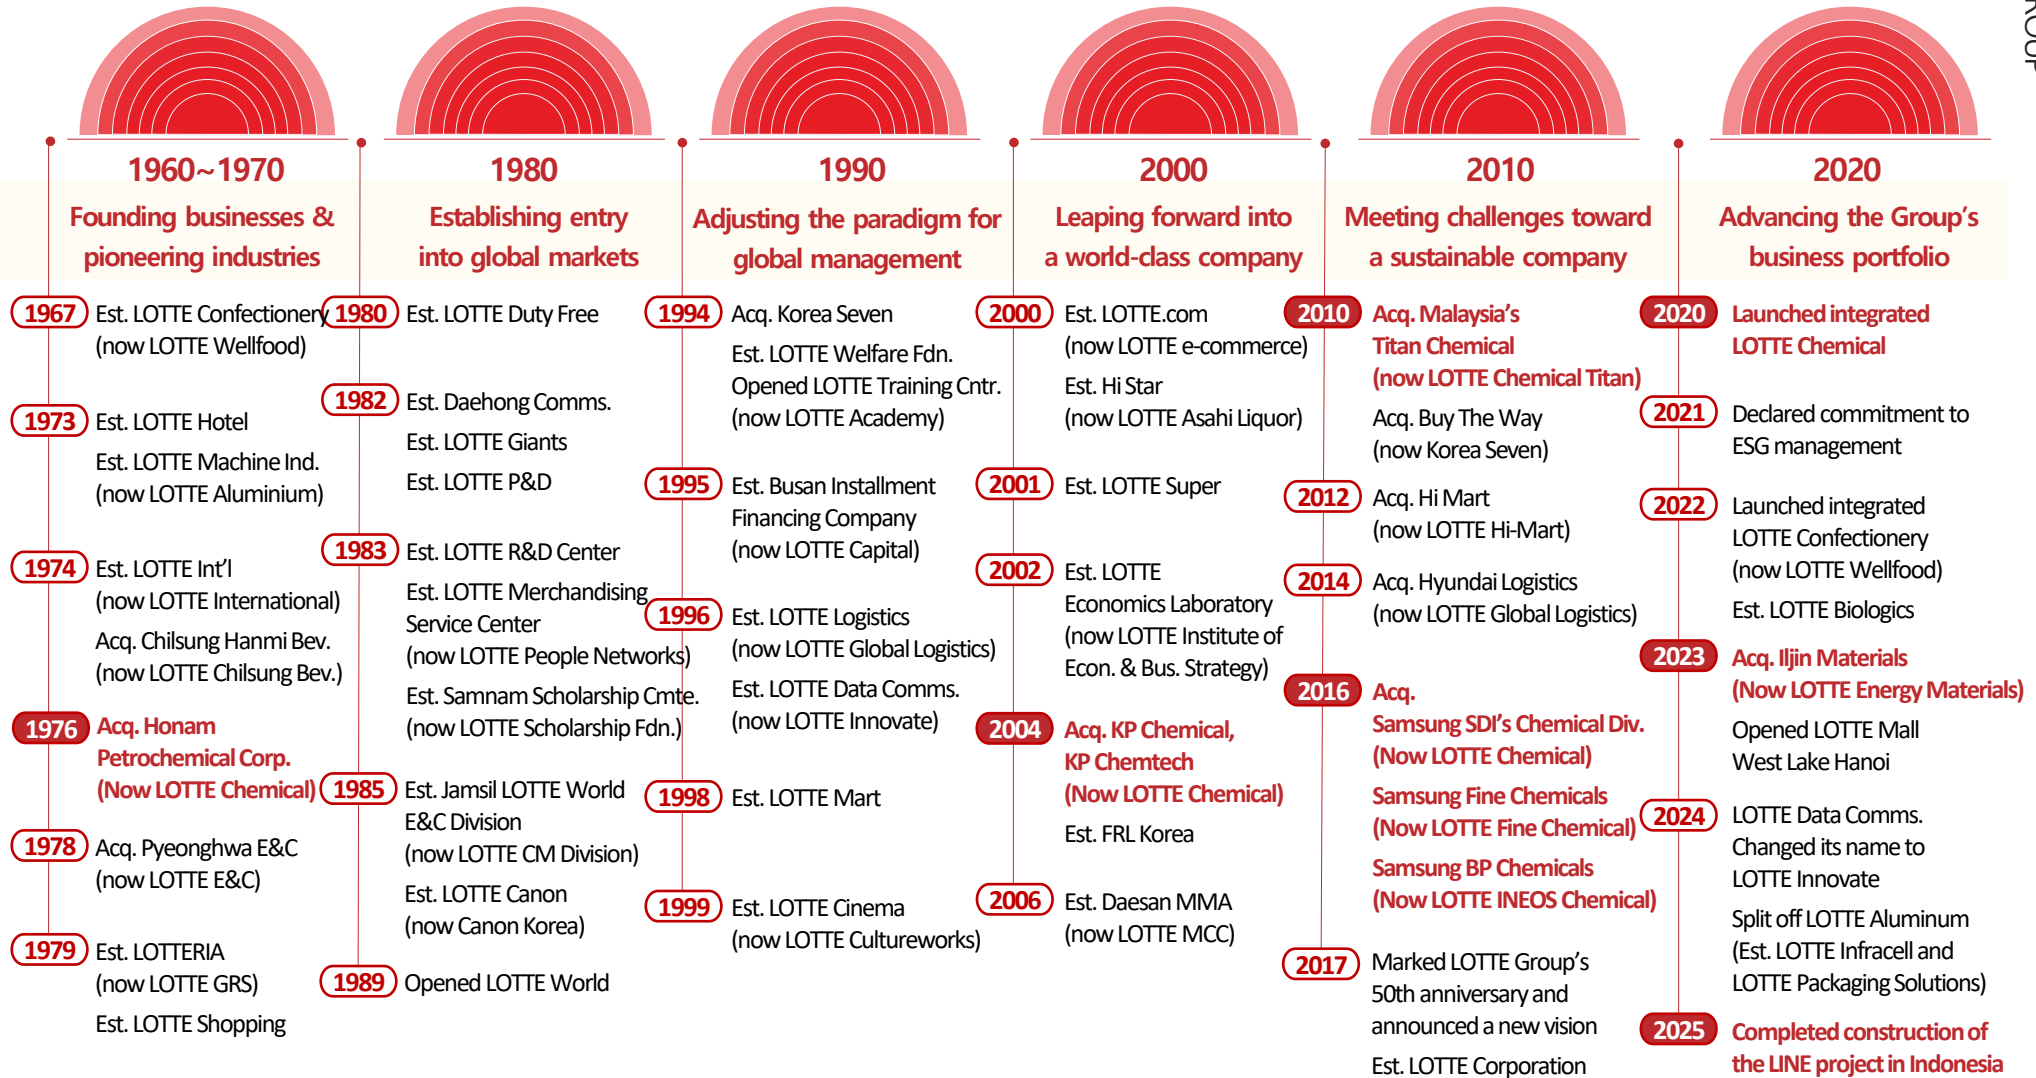 ROUP
1960~1970
Founding businesses &
pioneering industries
1967
Est. LOTTE Confectionery
(now LOTTE Wellfood)
1973
Est. LOTTE Hotel
Est. LOTTE Machine Ind.
(now LOTTE Aluminium)
1974
Est. LOTTE Int'l
(now LOTTE International)
Acq. Chilsung Hanmi Bev.
(now LOTTE Chilsung Bev.)
1976
Acq. Honam
Petrochemical Corp.
(Now LOTTE Chemical)
1978
Acq. Pyeonghwa E&C
(now LOTTE E&C)
1979
Est. LOTTERIA
(now LOTTE GRS)
Est. LOTTE Shopping
1980
Establishing entry
into global markets
1980
Est. LOTTE Duty Free
1982
Est. Daehong Comms.
Est. LOTTE Giants
Est. LOTTE P&D
1983
Est. LOTTE R&D Center
Est. LOTTE Merchandising
Service Center
(now LOTTE People Networks)
Est. Samnam Scholarship Cmte.
(now LOTTE Scholarship Fdn.)
1985
Est. Jamsil LOTTE World
E&C Division
(now LOTTE CM Division)
Est. LOTTE Canon
(now Canon Korea)
1989
Opened LOTTE World
1990
Adjusting the paradigm for
global management
1994
Acq. Korea Seven
Est. LOTTE Welfare Fdn.
Opened LOTTE Training Cntr.
(now LOTTE Academy)
1995
Est. Busan Installment
Financing Company
(now LOTTE Capital)
1996
Est. LOTTE Logistics
(now LOTTE Global Logistics)
Est. LOTTE Data Comms.
(now LOTTE Innovate)
1998
Est. LOTTE Mart
1999
Est. LOTTE Cinema
(now LOTTE Cultureworks)
2000
Leaping forward into
a world-class company
2000
Est. LOTTE.com
(now LOTTE e-commerce)
Est. Hi Star
(now LOTTE Asahi Liquor)
2001
Est. LOTTE Super
2002
Est. LOTTE
Economics Laboratory
(now LOTTE Institute of
Econ. & Bus. Strategy)
2004
Acq. KP Chemical,
KP Chemtech
(Now LOTTE Chemical)
Est. FRL Korea
2006
Est. Daesan MMA
(now LOTTE MCC)
2010
Meeting challenges toward
a sustainable company
2010
Acq. Malaysia's
Titan Chemical
(now LOTTE Chemical Titan)
Acq. Buy The Way
(now Korea Seven)
2012
Acq. Hi Mart
(now LOTTE Hi-Mart)
2014
Acq. Hyundai Logistics
(now LOTTE Global Logistics)
2016
Acq.
Samsung SDI's Chemical Div.
(Now LOTTE Chemical)
Samsung Fine Chemicals
(Now LOTTE Fine Chemical)
Samsung BP Chemicals
(Now LOTTE INEOS Chemical)
2017
Marked LOTTE Group's
50th anniversary and
announced a new vision
Est. LOTTE Corporation
2020
Advancing the Group's
business portfolio
2020
Launched integrated
LOTTE Chemical
2021
Declared commitment to
ESG management
2022
Launched integrated
LOTTE Confectionery
(now LOTTE Wellfood)
Est. LOTTE Biologics
2023
Acq. Iljin Materials
(Now LOTTE Energy Materials)
Opened LOTTE Mall
West Lake Hanoi
2024
LOTTE Data Comms.
Changed its name to
LOTTE Innovate
Split off LOTTE Aluminum
(Est. LOTTE Infracell and
LOTTE Packaging Solutions)
2025
Completed construction of
the LINE project in Indonesia